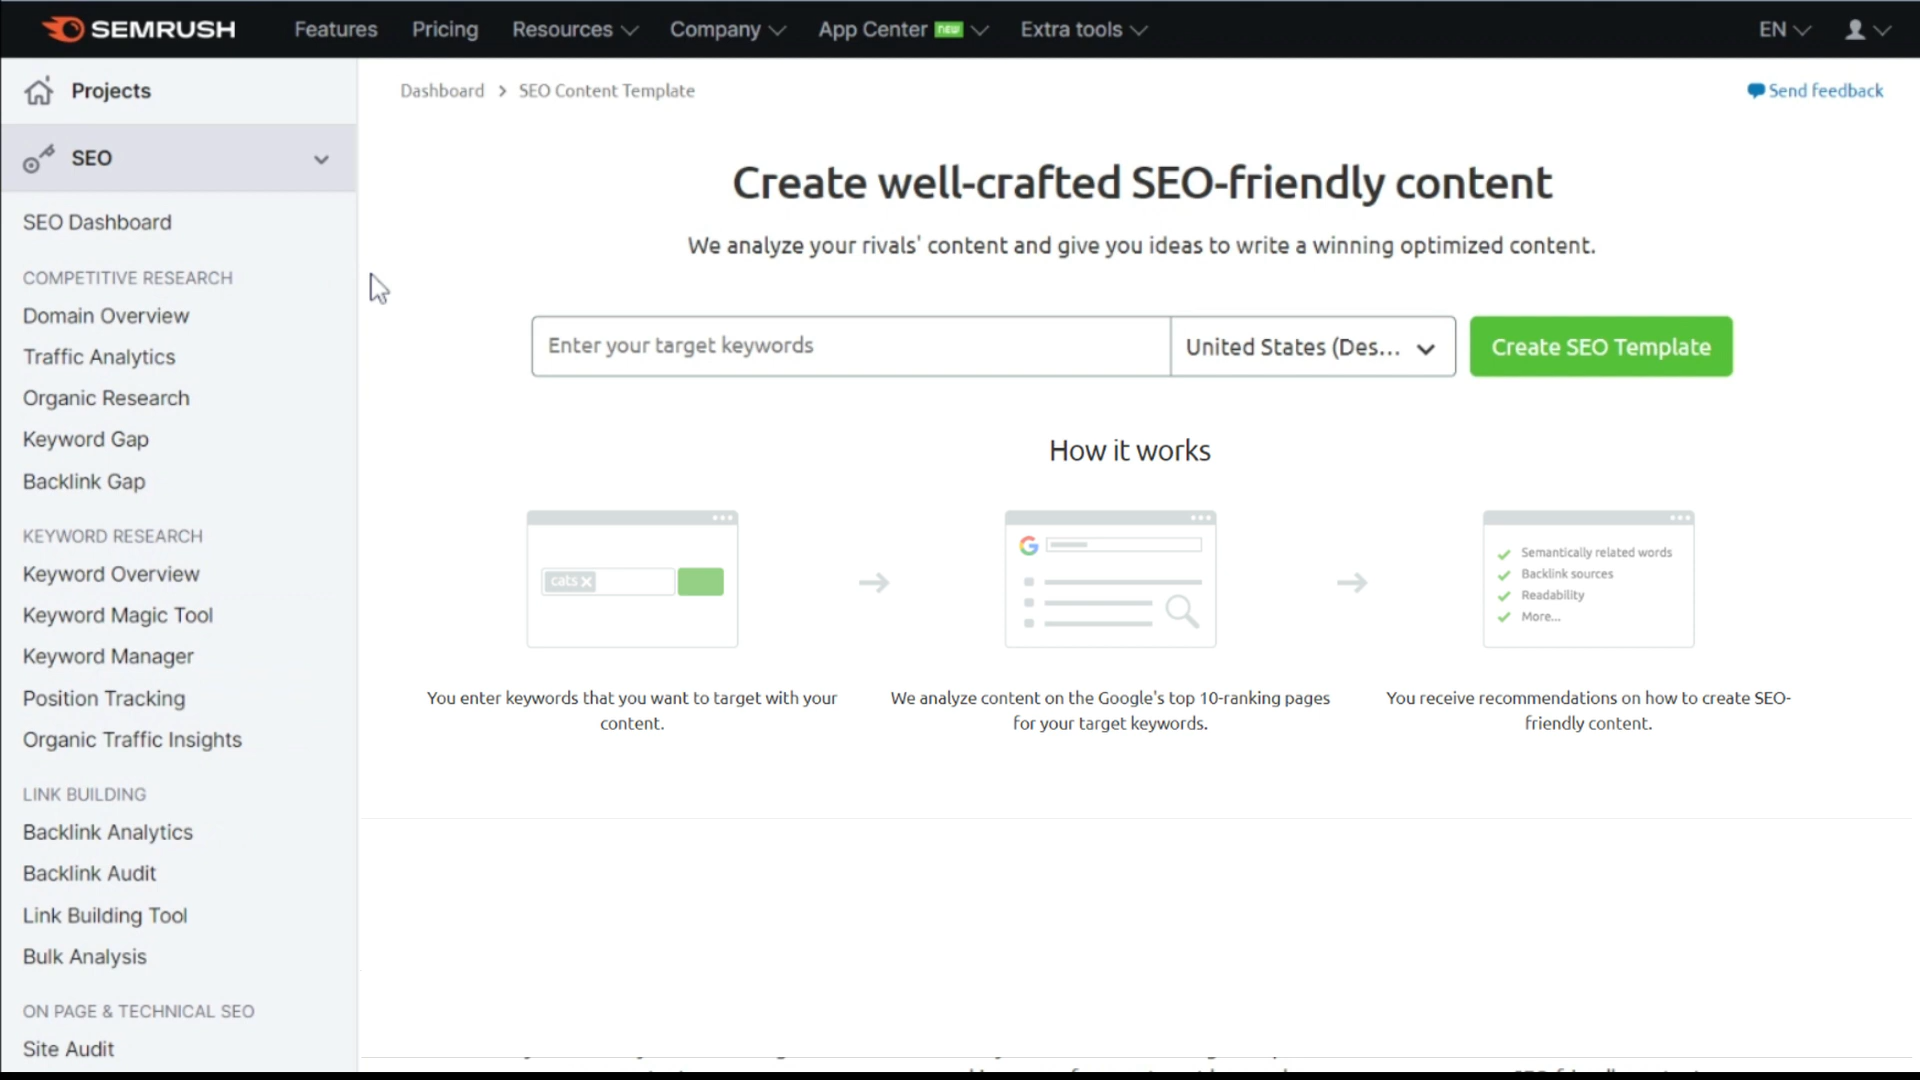 SEMRUSH
Features Pricing Resources Company App Center new Extra tools EN
Projects
SEO
SEO Dashboard
COMPETITIVE RESEARCH
Domain Overview
Traffic Analytics
Organic Research
Keyword Gap
Backlink Gap
KEYWORD RESEARCH
Keyword Overview
Keyword Magic Tool
Keyword Manager
Position Tracking
Organic Traffic Insights
LINK BUILDING
Backlink Analytics
Backlink Audit
Link Building Tool
Bulk Analysis
ON PAGE & TECHNICAL SEO
Site Audit
Dashboard > SEO Content Template
Send feedback
Create well-crafted SEO-friendly content
We analyze your rivals' content and give you ideas to write a winning optimized content.
Enter your target keywords
United States (Des...
Create SEO Template
How it works
cats x
Semantically related words
Backlink sources
Readability
More...
You enter keywords that you want to target with your
content.
We analyze content on the Google's top 10-ranking pages
for your target keywords.
You receive recommendations on how to create SEO-
friendly content.